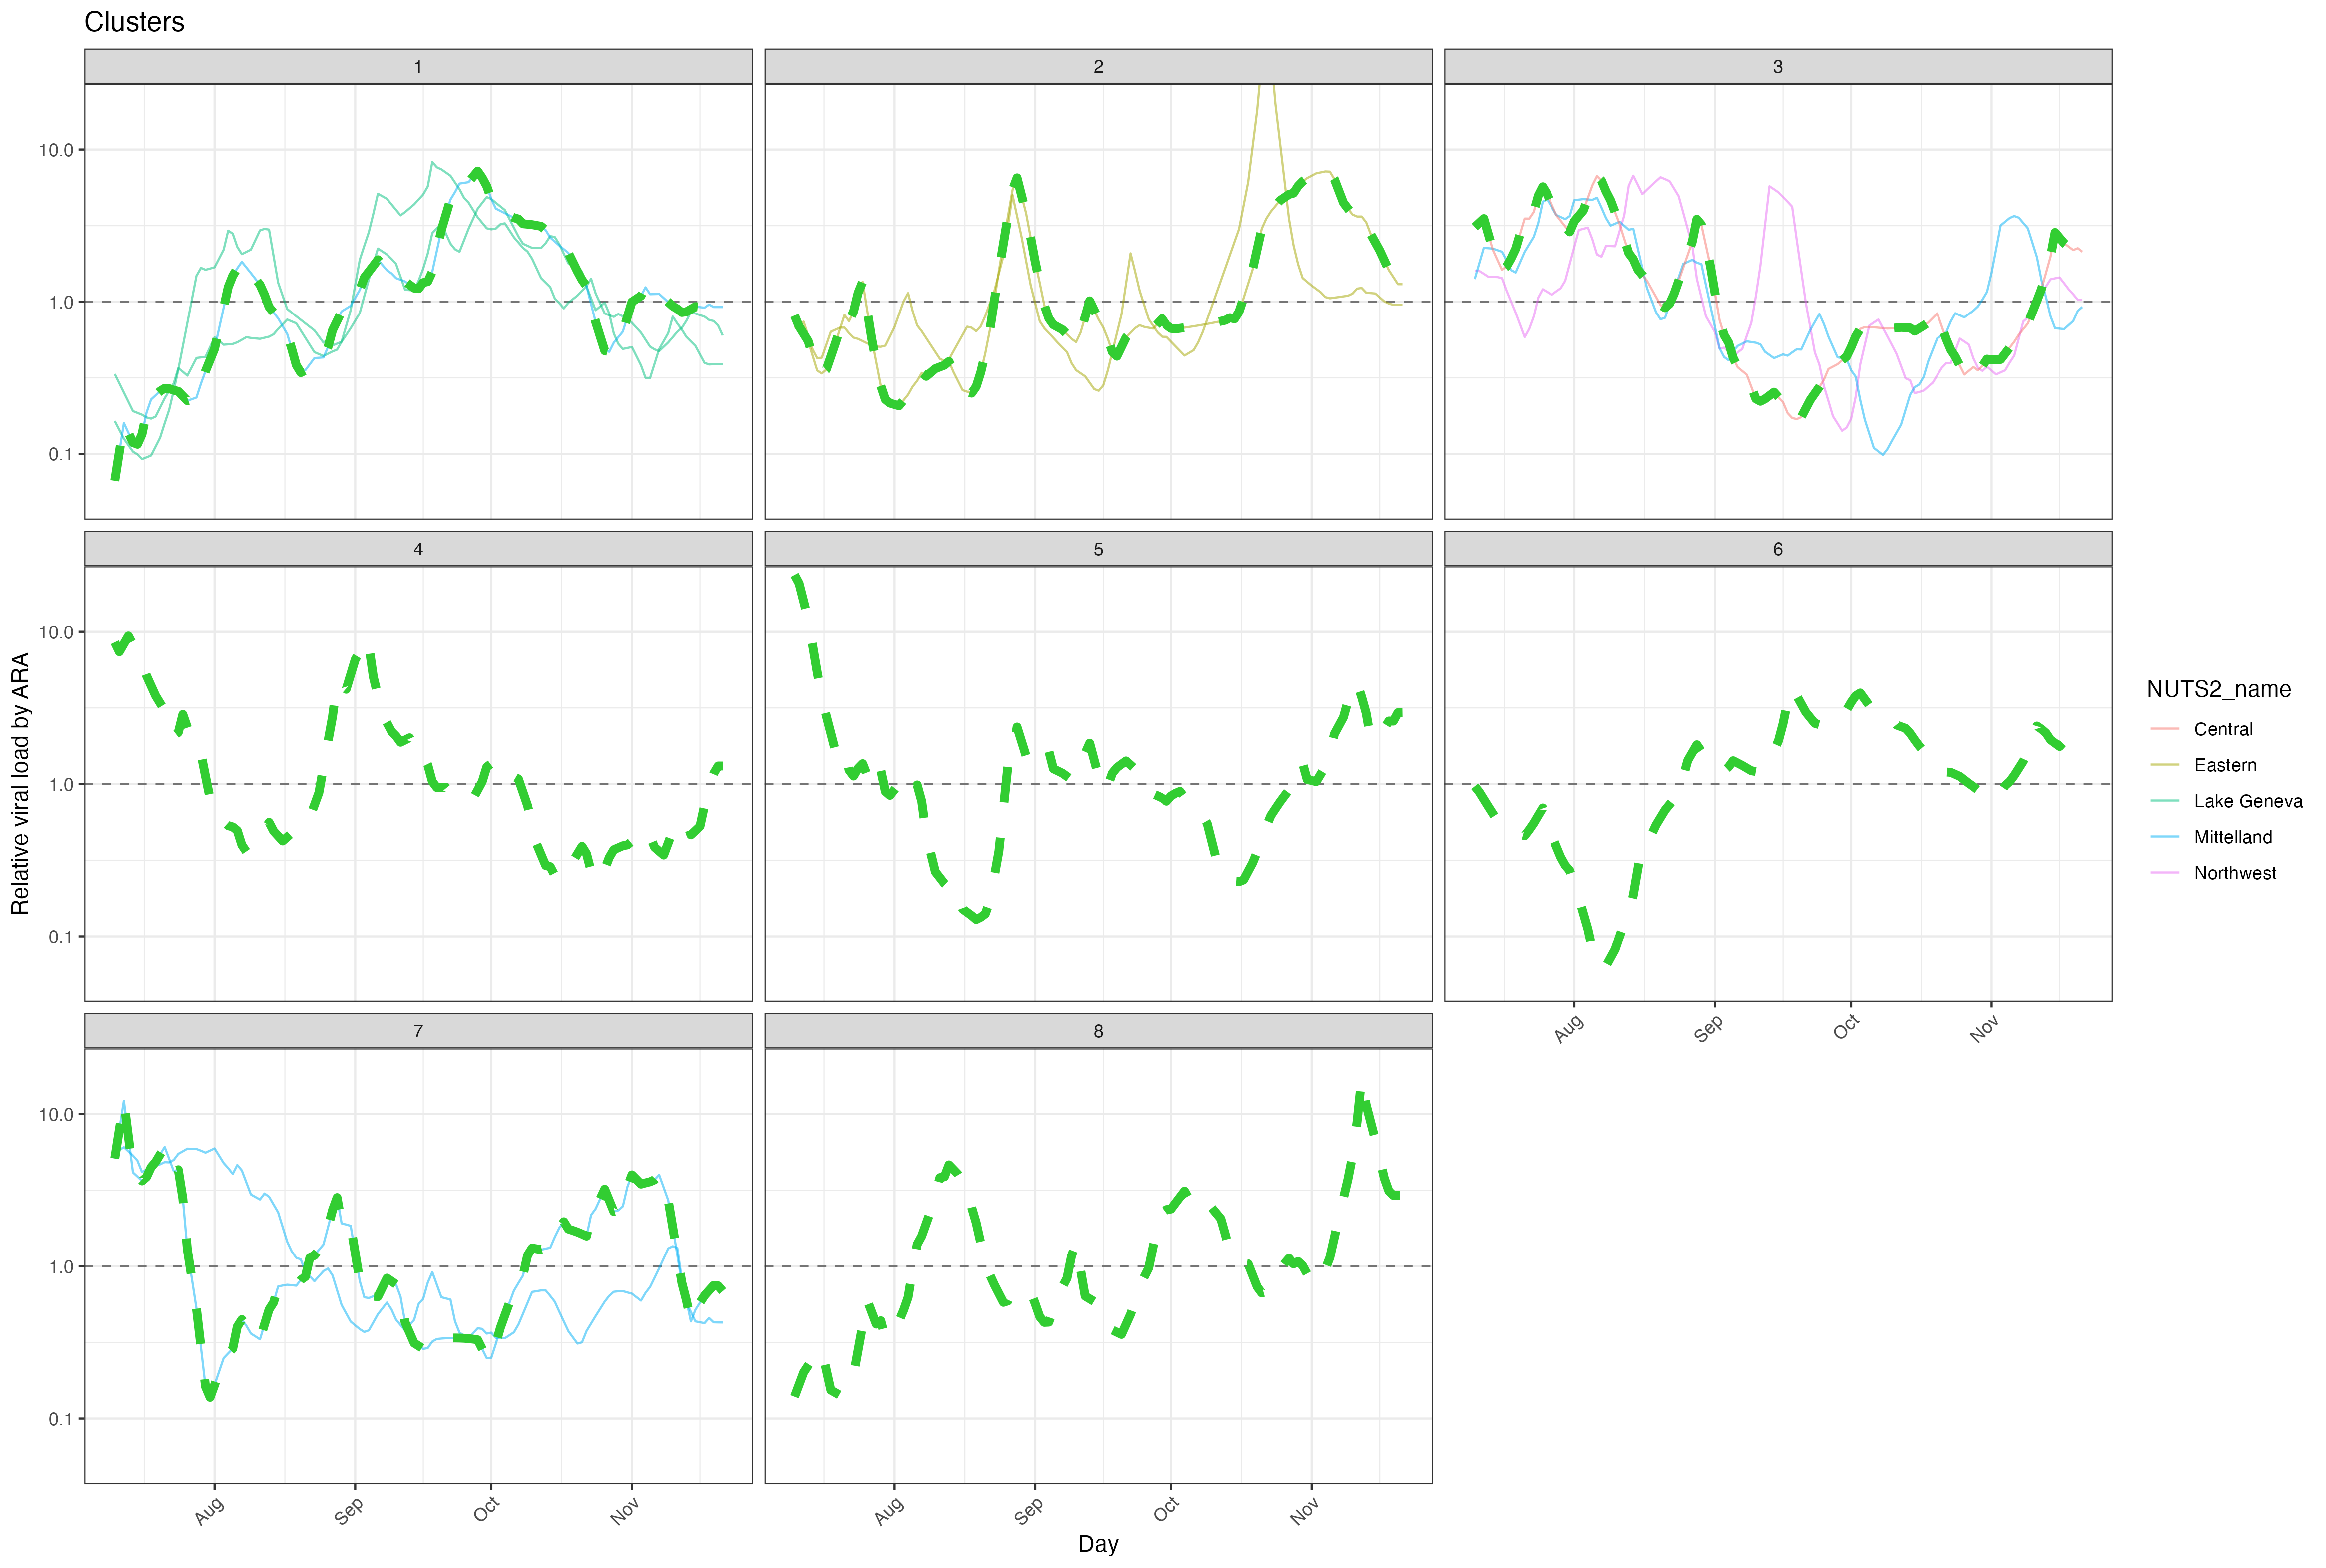 Clusters
1
2
3
10.0
1.0
0.1
4
5
6
10.0
1.0
0.1
Aug
Sep
Oct
Nov
7
8
10.0
1.0
0.1
Aug
Sep
Oct
Nov
Aug
Sep
Oct
Nov
Day
Relative viral load by ARA
NUTS2_name
Central
Eastern
Lake Geneva
Mittelland
Northwest